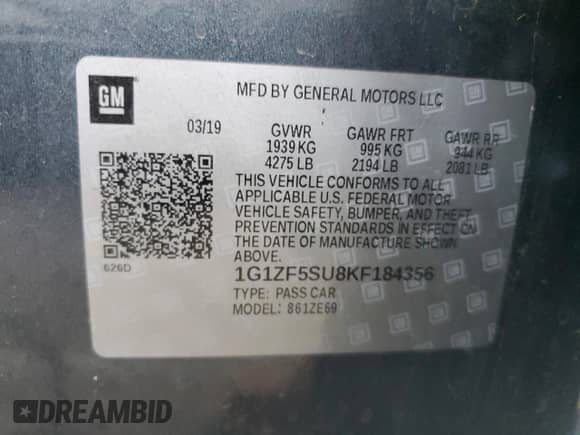 GM
MFD BY GENERAL MOTORS LLC
03/19 GVWR GAWR FRT GAWR RR
1939 KG 995 KG 944 KG
4275 LB 2194 LB 2081 LB
THIS VEHICLE CONFORMS TO ALL
APPLICABLE U.S. FEDERAL MOTOR
VEHICLE SAFETY, BUMPER, AND THEFT
PREVENTION STANDARDS IN EFFECT ON
THE DATE OF MANUFACTURE SHOWN
ABOVE.
626D
1G1ZF5SU8KF184356
TYPE: PASS CAR
MODEL: 861ZE69
DREAMBID